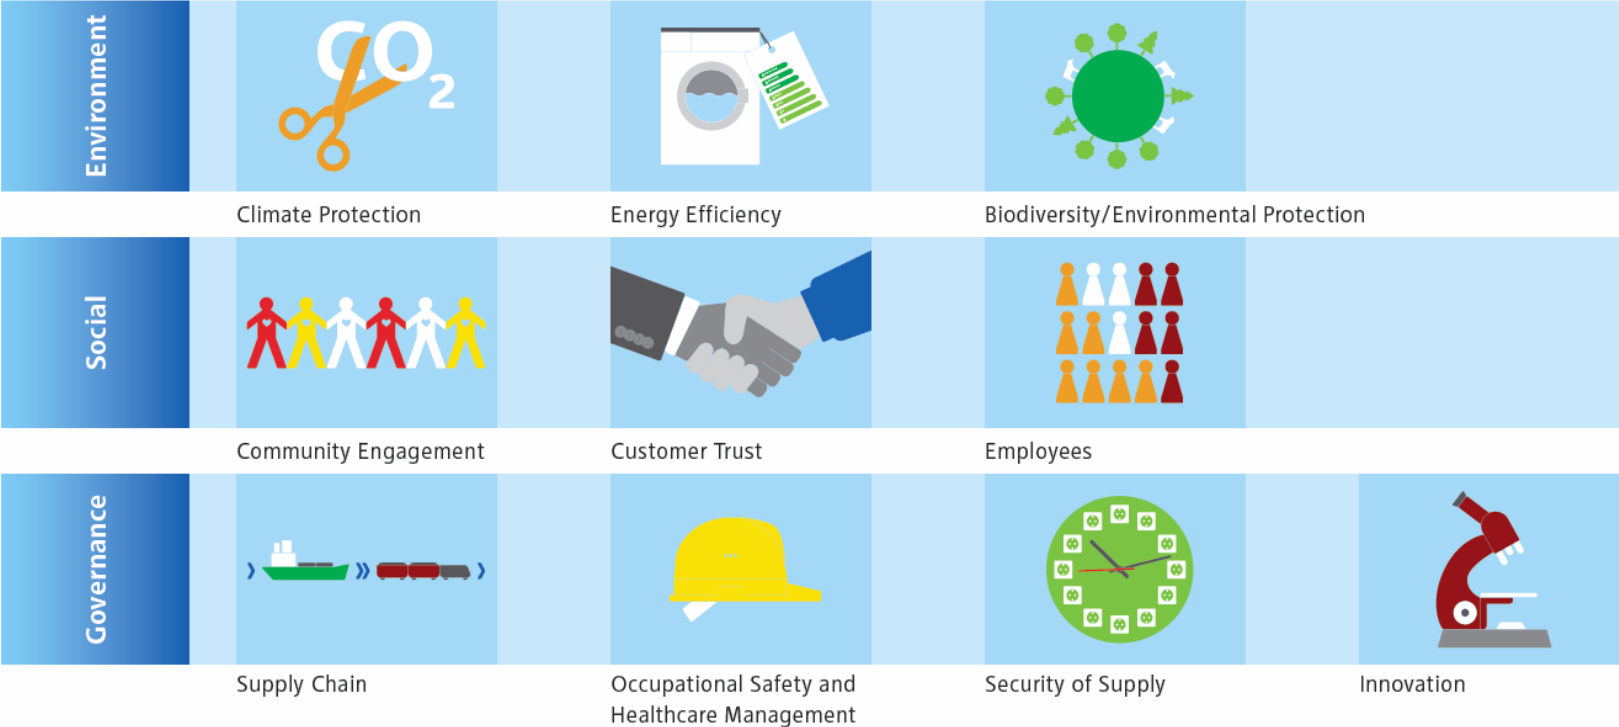 Environment
CO2
Climate Protection
Energy Efficiency
Biodiversity/Environmental Protection
Social
Community Engagement
Customer Trust
Employees
Governance
Supply Chain
Occupational Safety and
Healthcare Management
Security of Supply
Innovation